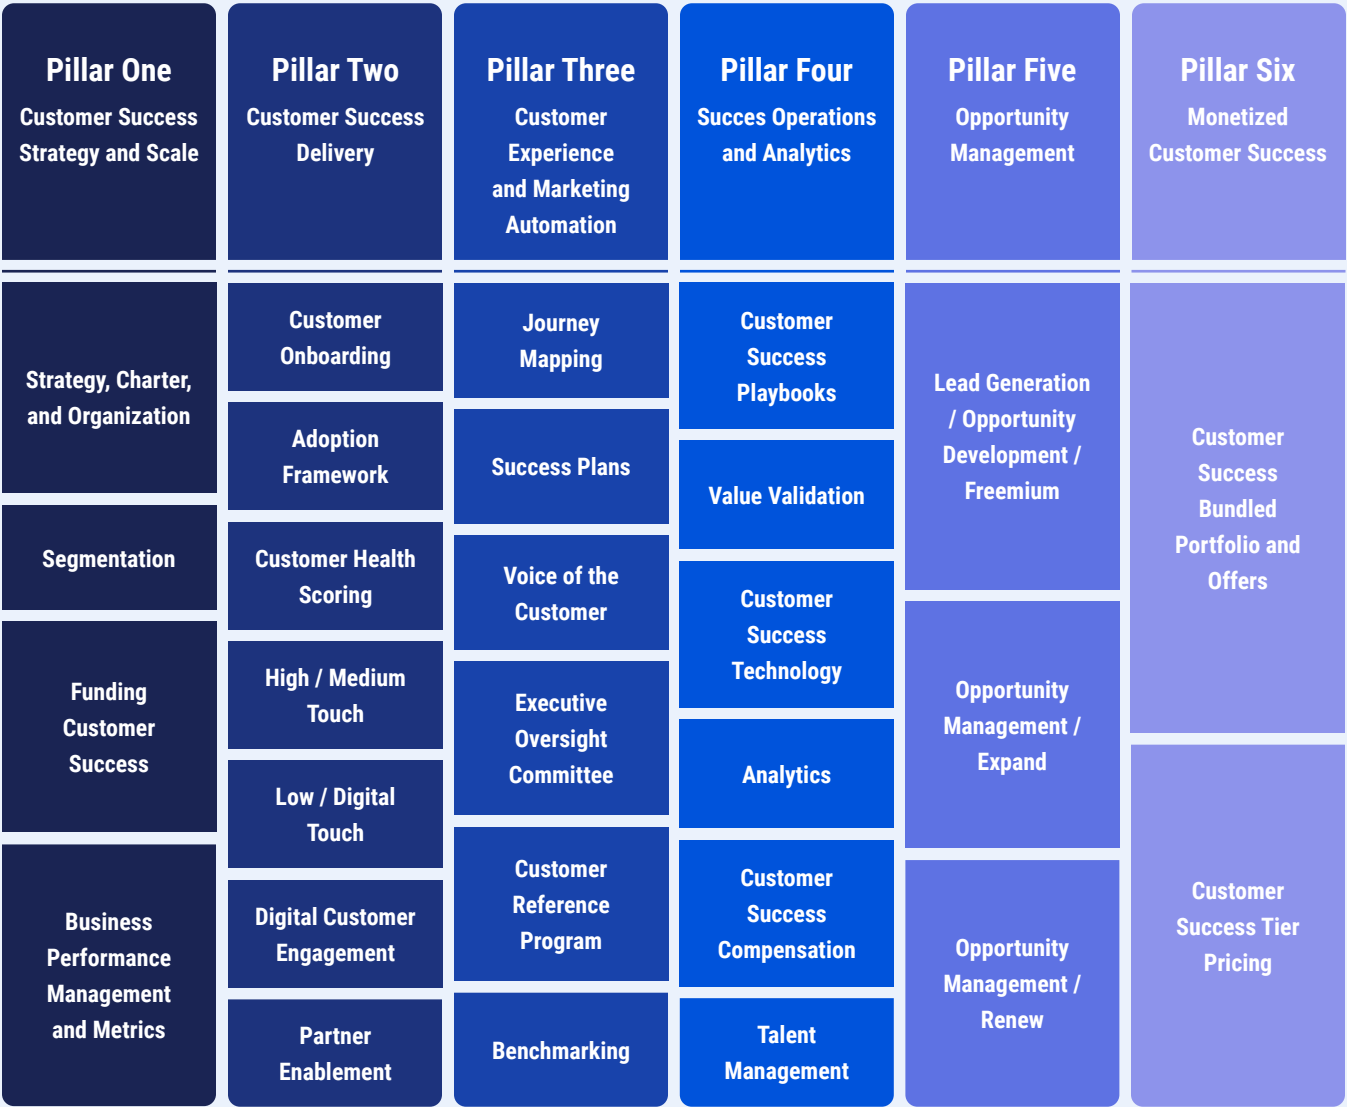 Pillar One
Customer Success
Strategy and Scale
Strategy, Charter,
and Organization
Segmentation
Funding
Customer
Success
Business
Performance
Management
and Metrics
Pillar Two
Customer Success
Delivery
Customer
Onboarding
Adoption
Framework
Customer Health
Scoring
High / Medium
Touch
Low / Digital
Touch
Digital Customer
Engagement
Partner
Enablement
Pillar Three
Customer
Experience
and Marketing
Automation
Journey
Mapping
Success Plans
Voice of the
Customer
Executive
Oversight
Committee
Customer
Reference
Program
Benchmarking
Pillar Four
Succes Operations
and Analytics
Customer
Success
Playbooks
Value Validation
Customer
Success
Technology
Analytics
Customer
Success
Compensation
Talent
Management
Pillar Five
Opportunity
Management
Lead Generation
/ Opportunity
Development /
Freemium
Opportunity
Management /
Expand
Opportunity
Management /
Renew
Pillar Six
Monetized
Customer Success
Customer
Success
Bundled
Portfolio and
Offers
Customer
Success Tier
Pricing